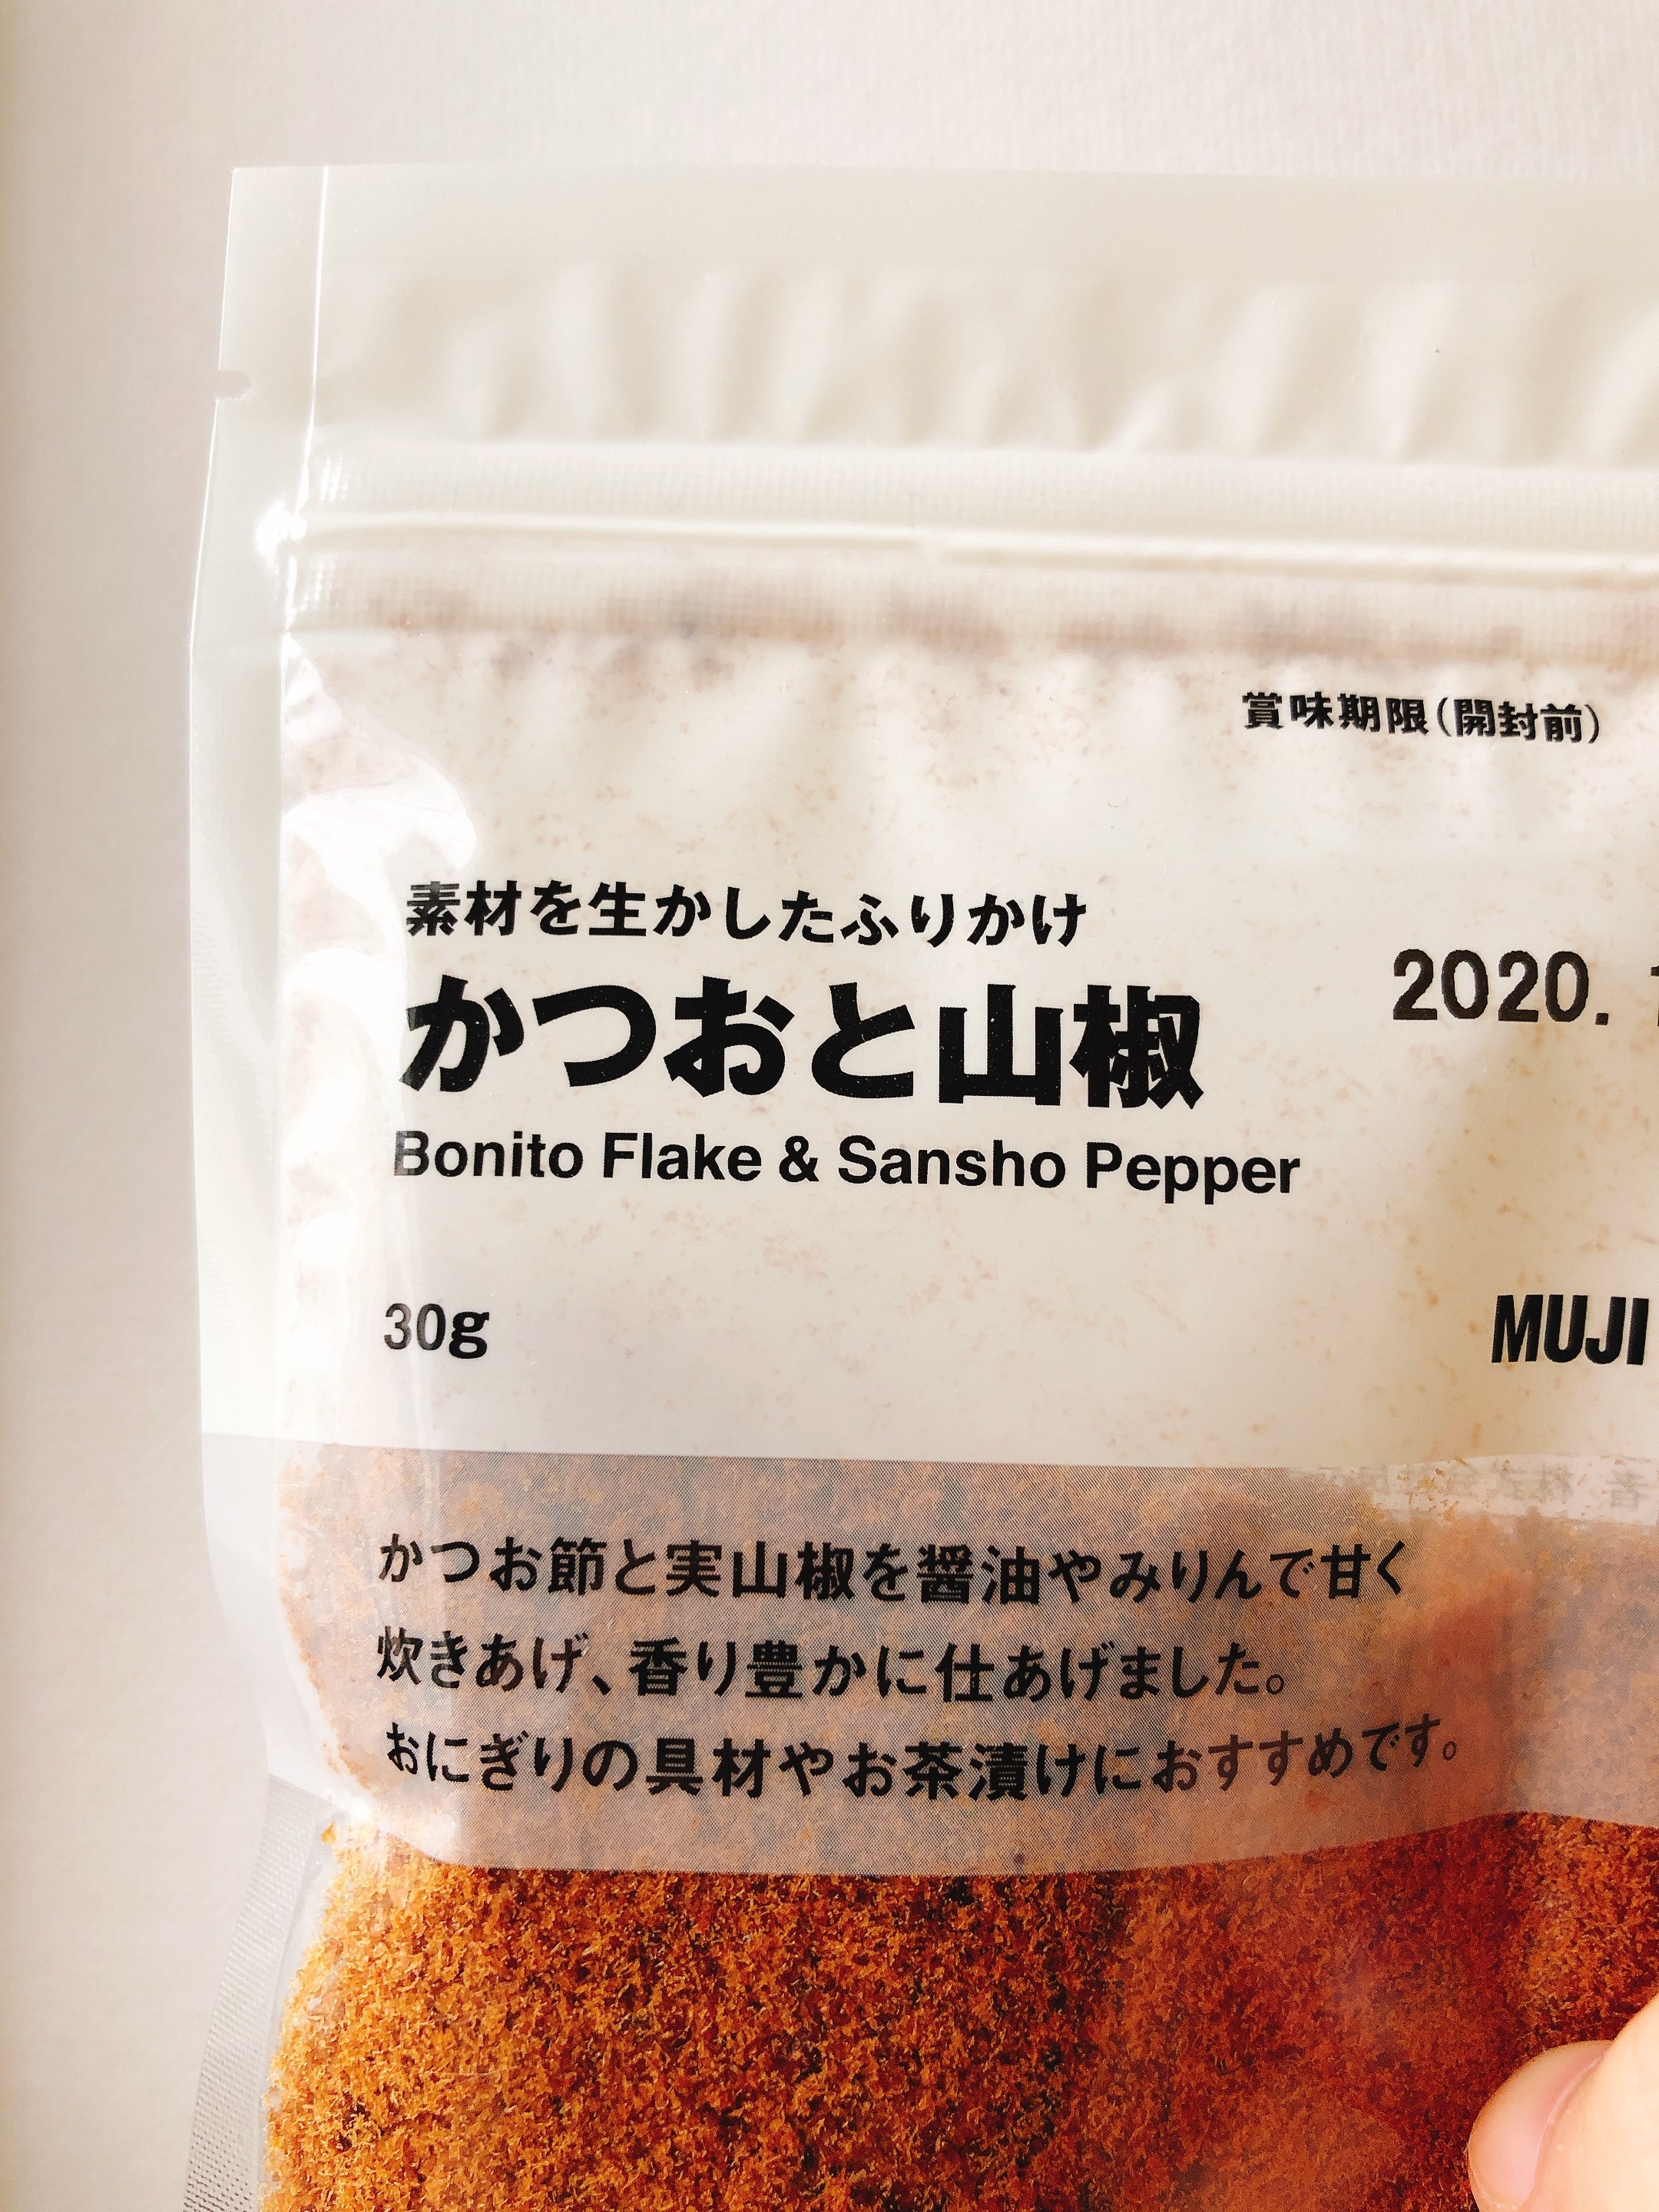 賞味期限(開封前)
素材を生かしたふりかけ
かつおと山椒
2020.
Bonito Flake & Sansho Pepper
30g
MUJI
かつお節と実山椒を醤油やみりんで甘く
炊きあげ、香り豊かに仕あげました。
おにぎりの具材やお茶漬けにおすすめです。